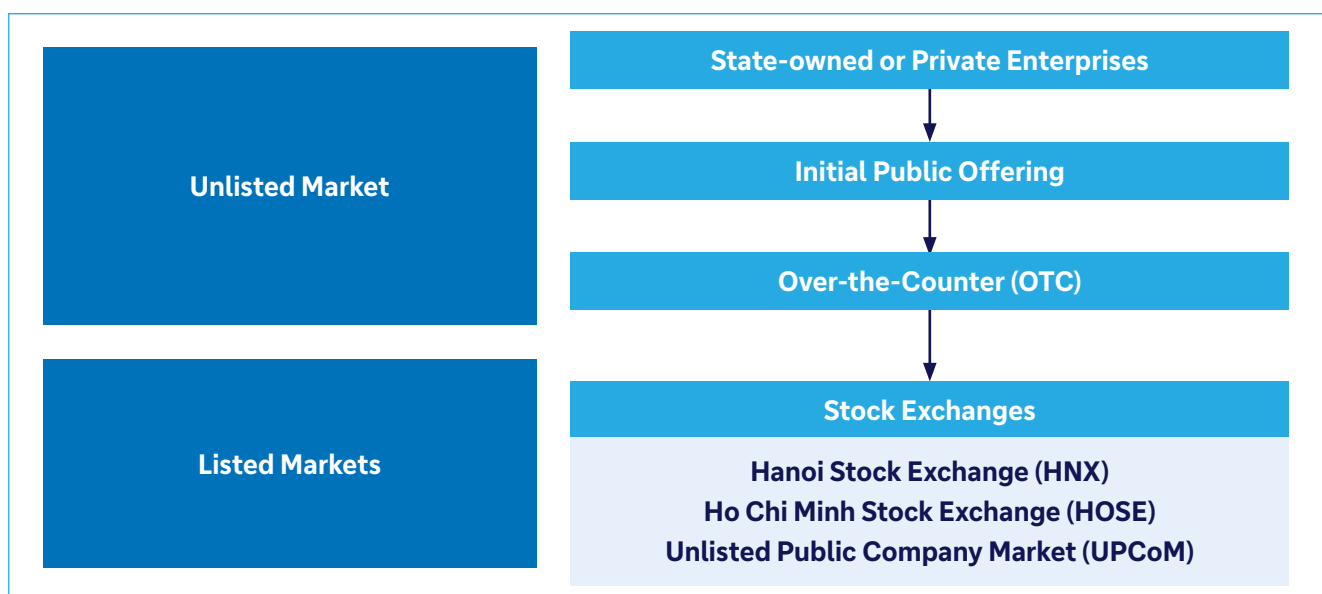 Unlisted Market
State-owned or Private Enterprises
Initial Public Offering
Over-the-Counter (OTC)
Listed Markets
Stock Exchanges
Hanoi Stock Exchange (HNX)
Ho Chi Minh Stock Exchange (HOSE)
Unlisted Public Company Market (UPCoM)